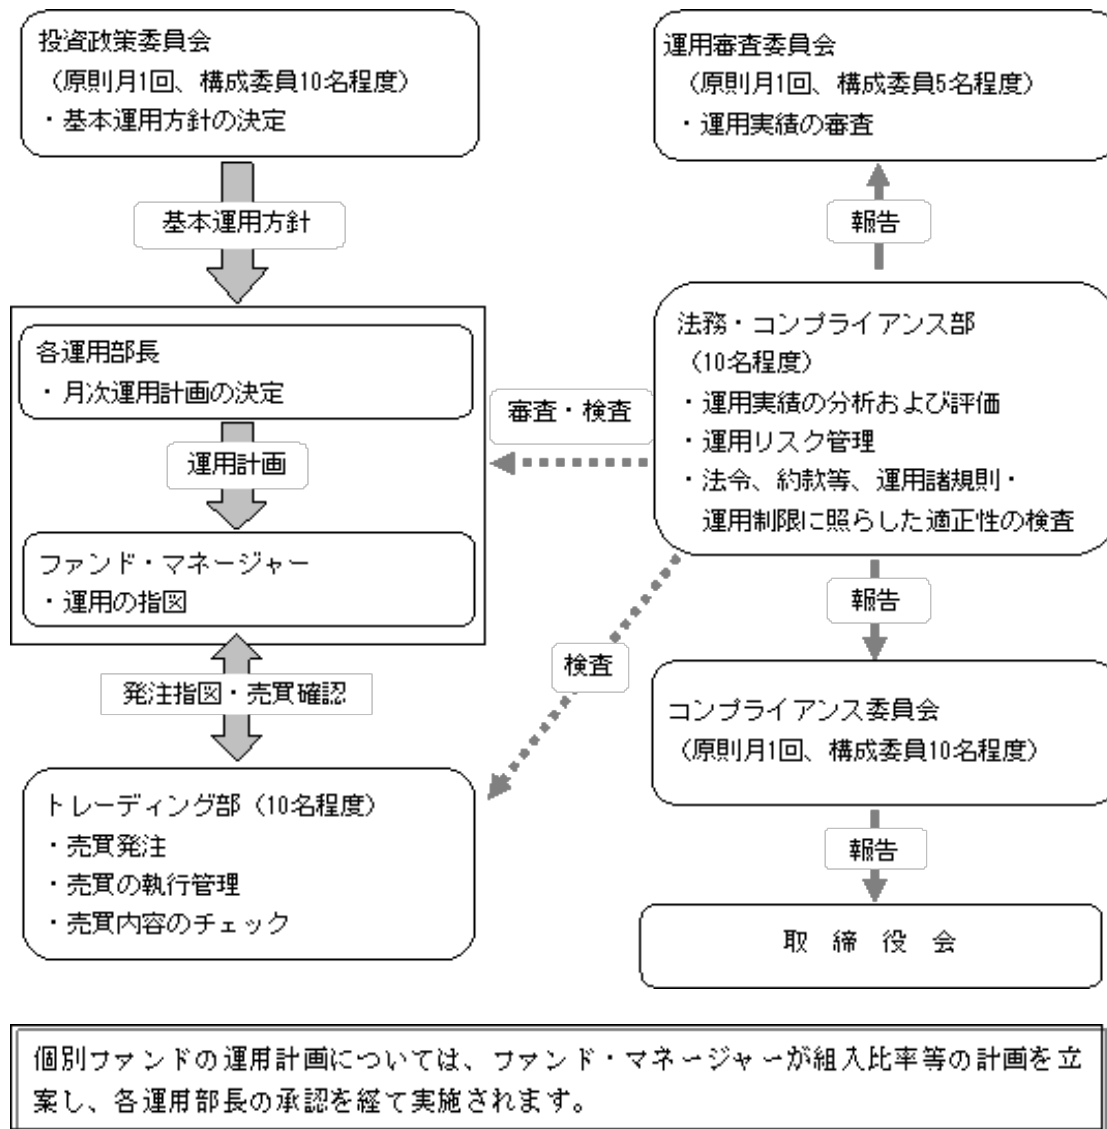 投資政策委員会
（原則月1回、構成委員10名程度）
・基本運用方針の決定
基本運用方針
各運用部長
・月次運用計画の決定
運用計画
ファンド・マネージャー
・運用の指図
発注指図・売買確認
トレーディング部（10名程度）
・売買発注
・売買の執行管理
・売買内容のチェック
審査・検査
検査
運用審査委員会
（原則月1回、構成委員5名程度）
・運用実績の審査
報告
法務・コンプライアンス部
（10名程度）
・運用実績の分析および評価
・運用リスク管理
・法令、約款等、運用諸規則・
運用制限に照らした適正性の検査
報告
コンプライアンス委員会
（原則月1回、構成委員10名程度）
報告
取 締 役 会
個別ファンドの運用計画については、ファンド・マネージャーが組入比率等の計画を立
案し、各運用部長の承認を経て実施されます。